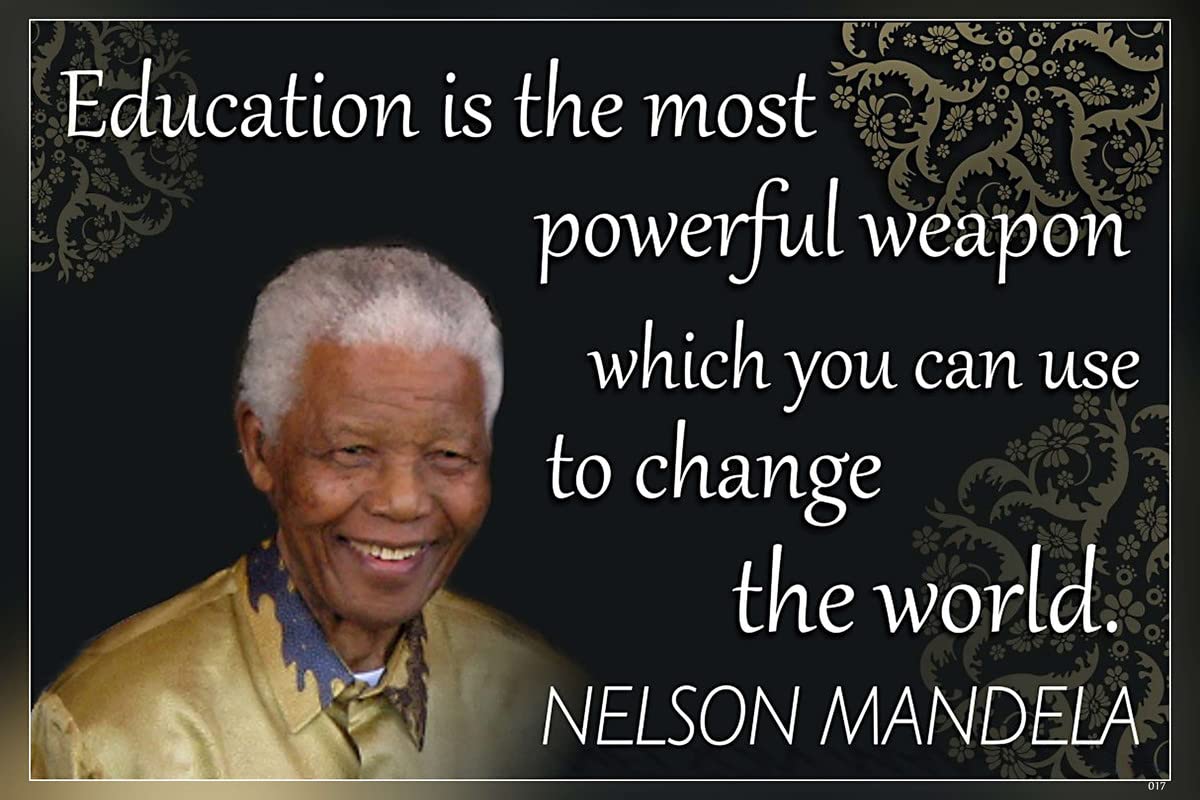 Education is the most
powerful weapon
which you can use
to change
the world.
NELSON MANDELA
017